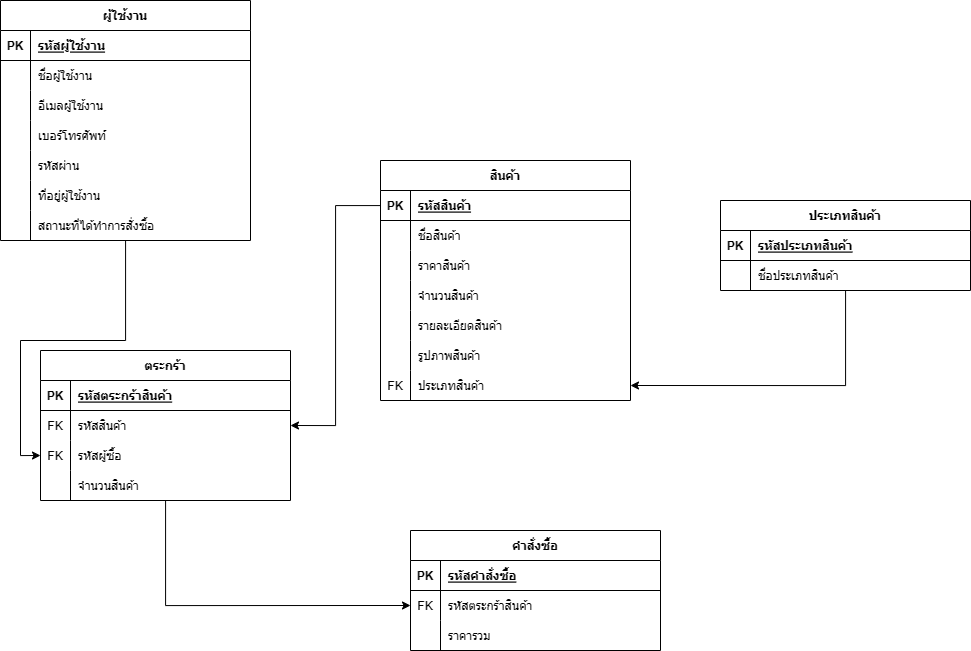 ผู้ใช้งาน
PK รหัสผู้ใช้งาน
ชื่อผู้ใช้งาน
อีเมลผู้ใช้งาน
เบอร์โทรศัพท์
รหัสผ่าน
ที่อยู่ผู้ใช้งาน
สถานะที่ได้ทำการสั่งซื้อ
สินค้า
PK รหัสสินค้า
ชื่อสินค้า
ราคาสินค้า
จำนวนสินค้า
รายละเอียดสินค้า
รูปภาพสินค้า
FK ประเภทสินค้า
ประเภทสินค้า
PK รหัสประเภทสินค้า
ชื่อประเภทสินค้า
ตระกร้า
PK รหัสตระกร้าสินค้า
FK รหัสสินค้า
FK รหัสผู้ซื้อ
จำนวนสินค้า
คำสั่งซื้อ
PK รหัสคำสั่งซื้อ
FK รหัสตระกร้าสินค้า
ราคารวม